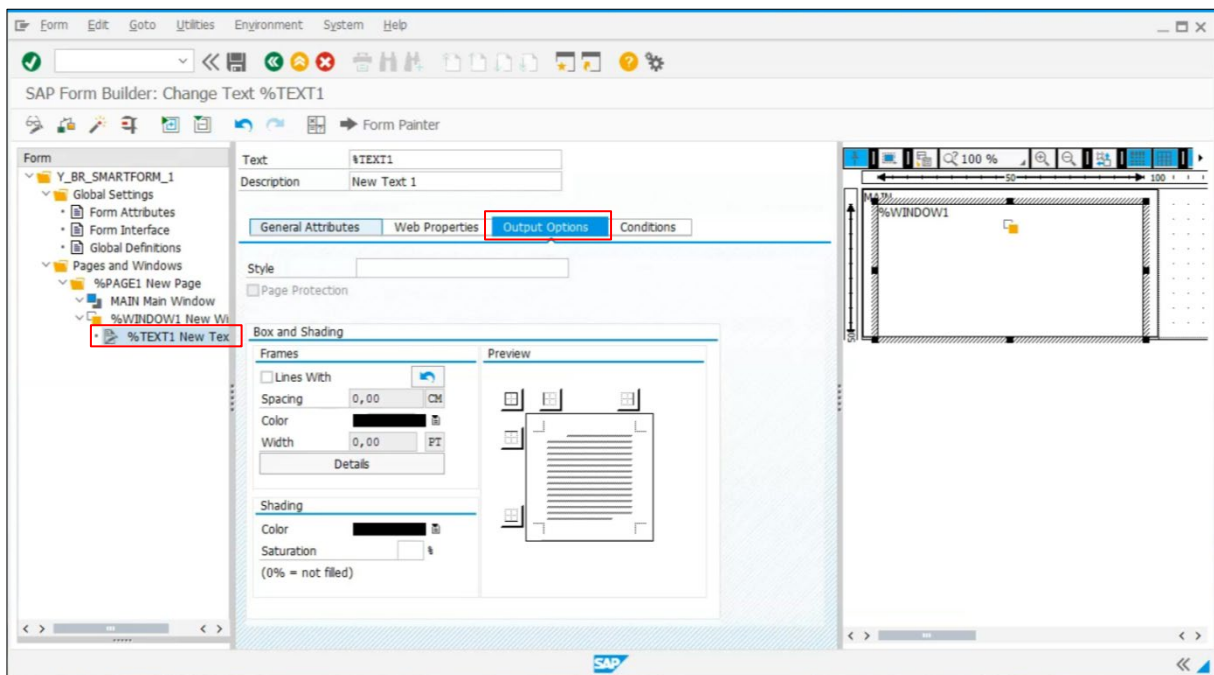 Form Edit Goto Utilities Environment System Help
SAP Form Builder: Change Text %TEXT1
Form Painter
Form
Y_BR_SMARTFORM_1
Global Settings
Form Attributes
Form Interface
Global Definitions
Pages and Windows
%PAGE1 New Page
MAIN Main Window
%WINDOW1 New Wi
%TEXT1 New Tex
Text %TEXT1
Description New Text 1
General Attributes Web Properties Output Options Conditions
Style
Page Protection
Box and Shading
Frames Preview
Lines With
Spacing 0,00 CM
Color
Width 0,00 PT
Details
Shading
Color
Saturation %
(0% = not filled)
100 %
50 100
MAIN
%WINDOW1
50
SAP